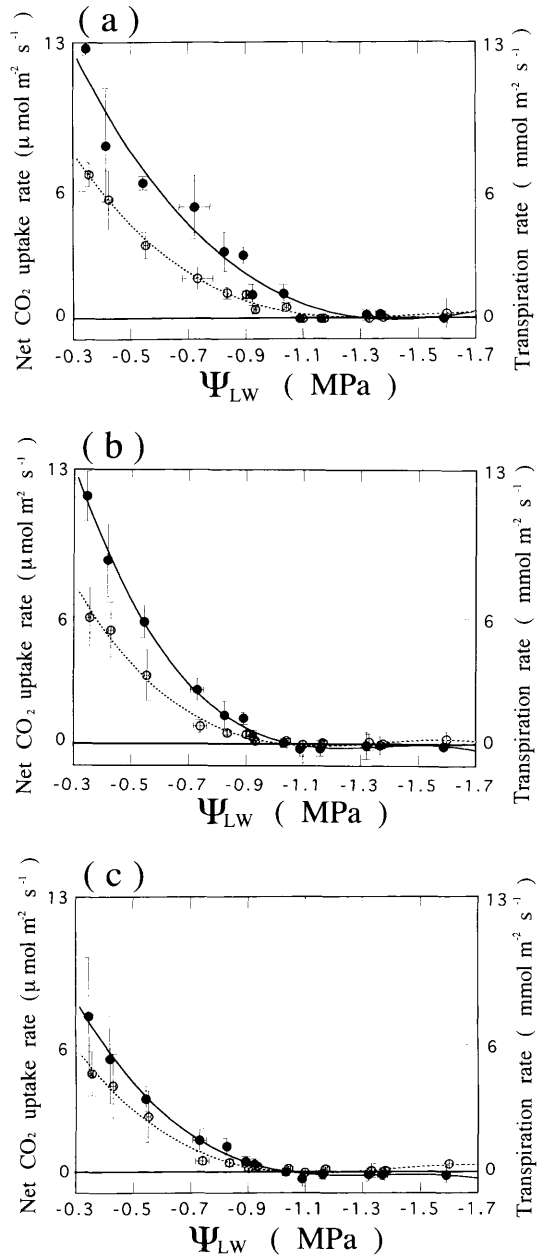 ( a )
Net CO₂ uptake rate (μ mol m⁻² s⁻¹)
13
6
0
13
6
0
Transpiration rate ( mmol m⁻² s⁻¹)
-0.3 -0.5 -0.7 -0.9 -1.1 -1.3 -1.5 -1.7
Ψ_LW ( MPa )
( b )
Net CO₂ uptake rate (μ mol m⁻² s⁻¹)
13
6
0
13
6
0
Transpiration rate ( mmol m⁻² s⁻¹)
-0.3 -0.5 -0.7 -0.9 -1.1 -1.3 -1.5 -1.7
Ψ_LW ( MPa )
( c )
Net CO₂ uptake rate (μ mol m⁻² s⁻¹)
13
6
0
13
6
0
Transpiration rate ( mmol m⁻² s⁻¹)
-0.3 -0.5 -0.7 -0.9 -1.1 -1.3 -1.5 -1.7
Ψ_LW ( MPa )